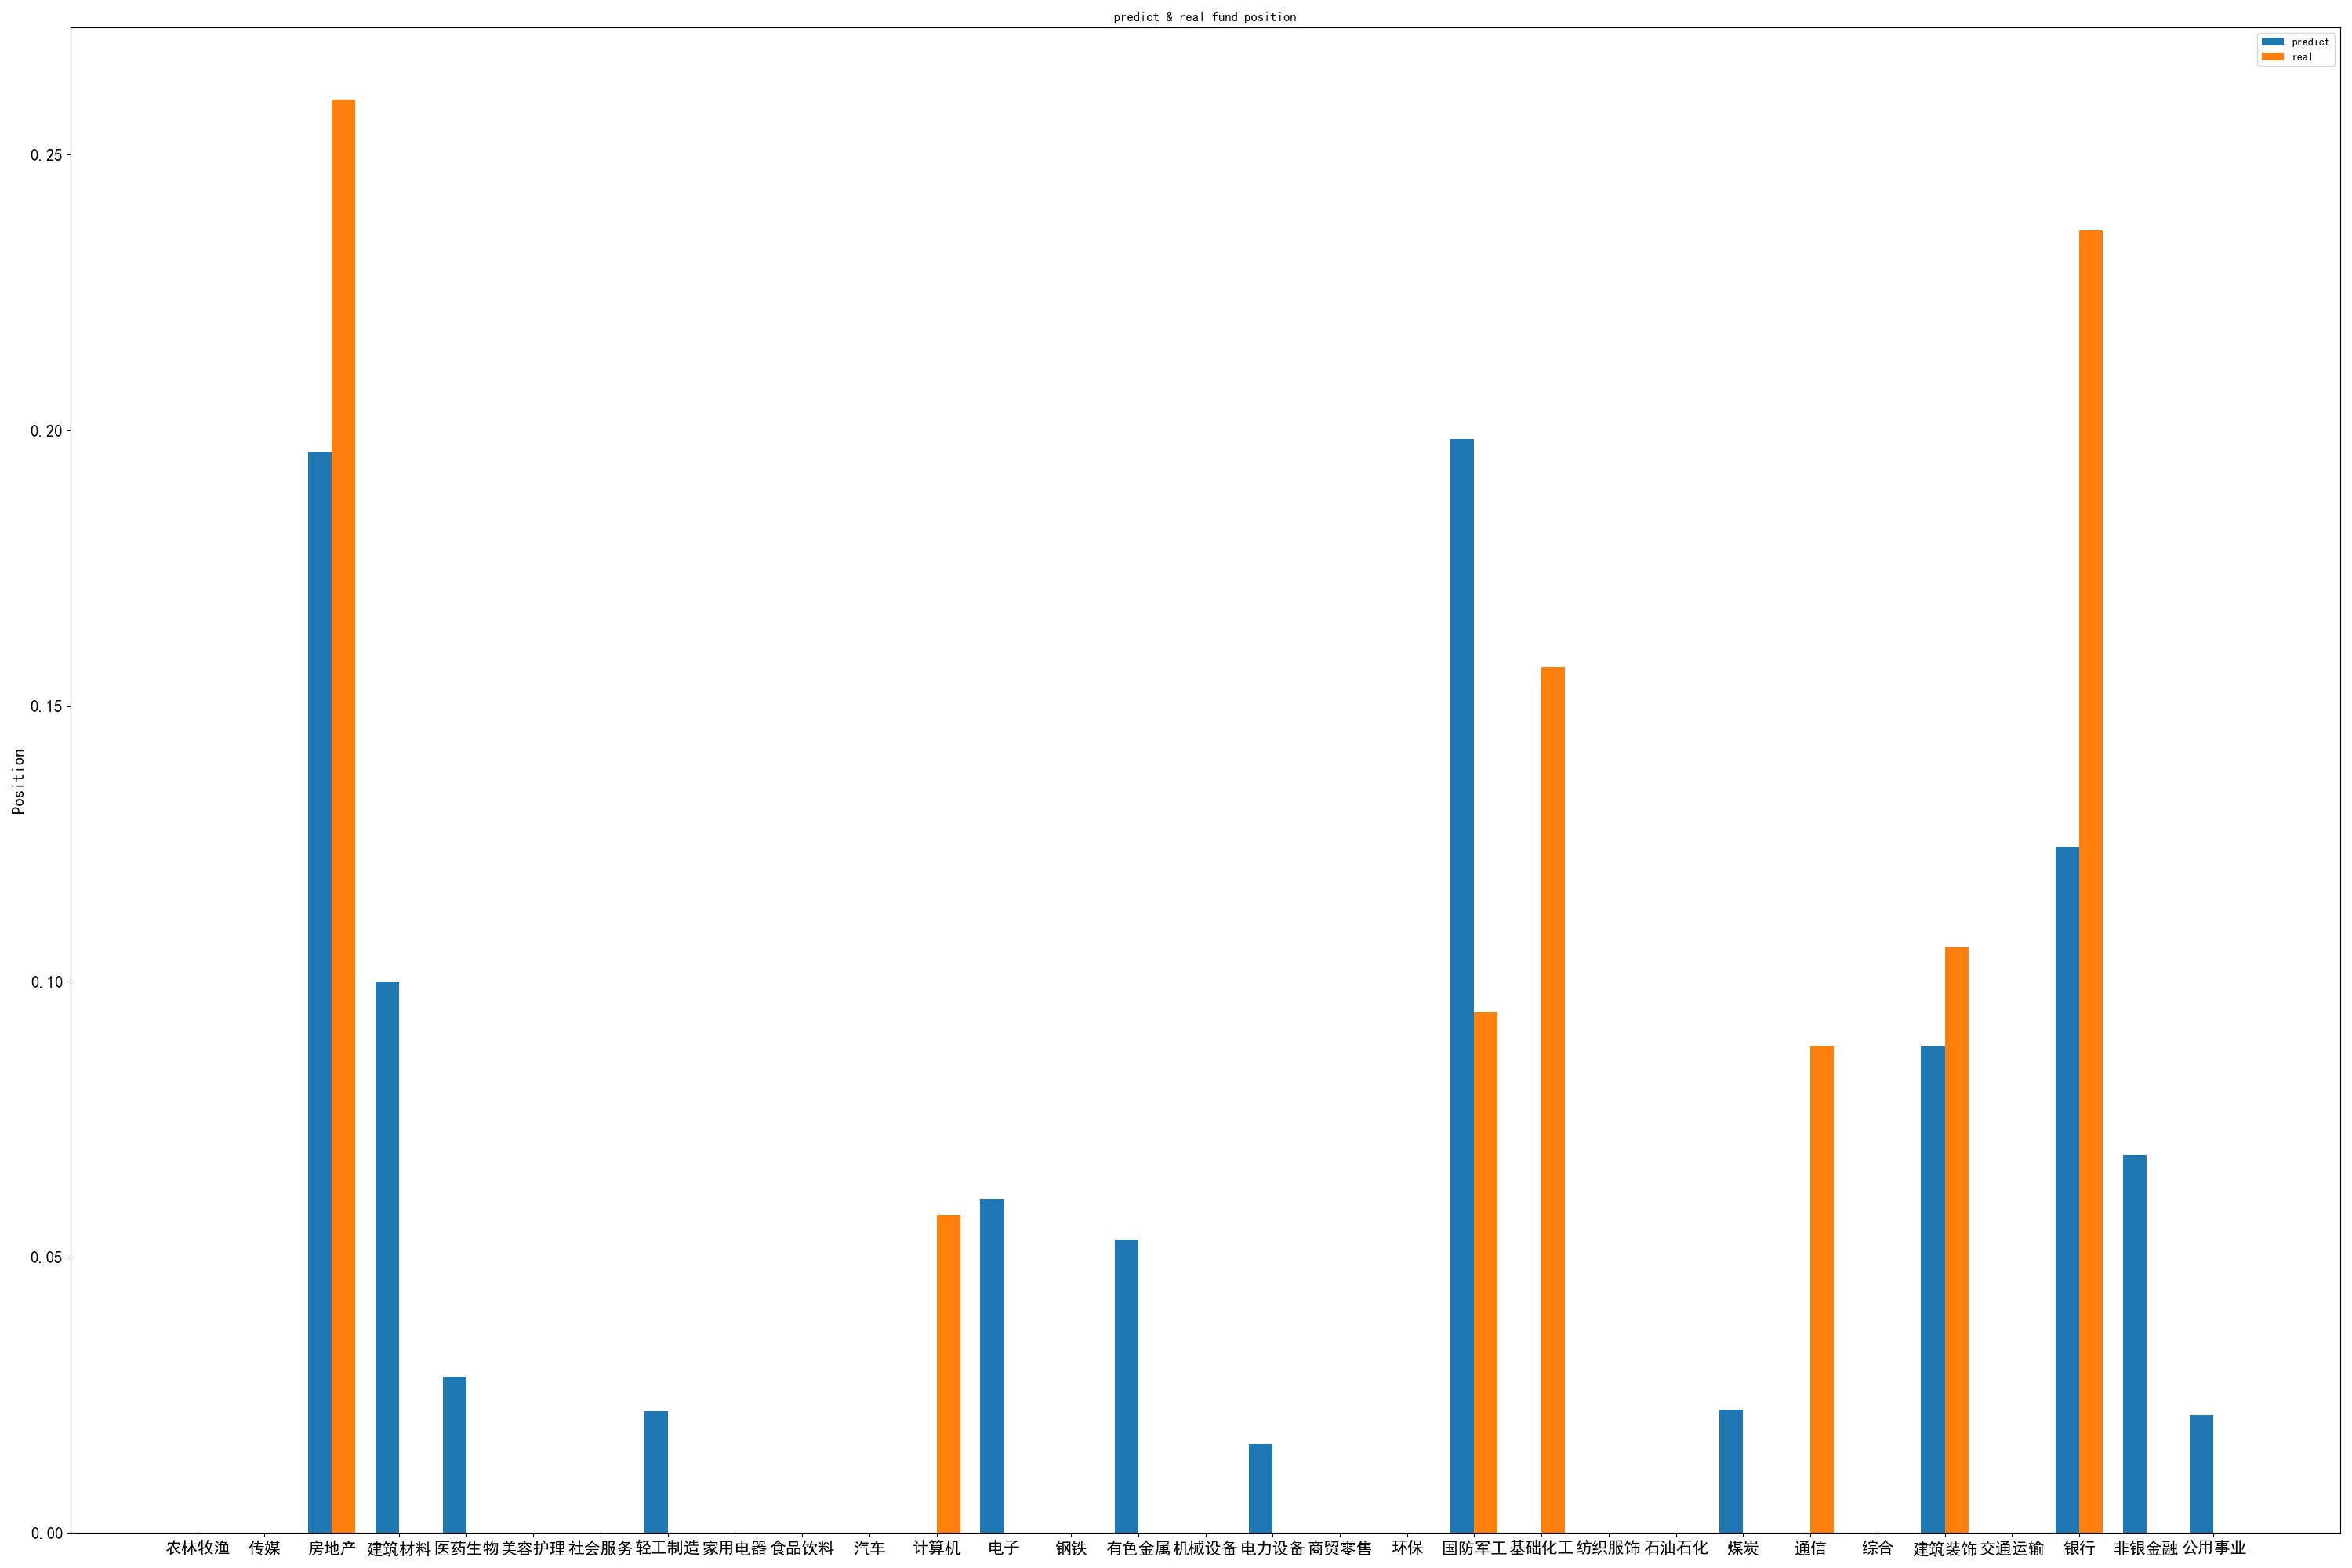 predict & real fund position
predict
real
0.25
0.20
0.15
0.10
0.05
0.00
Position
农林牧渔 传媒 房地产 建筑材料 医药生物 美容护理 社会服务 轻工制造 家用电器 食品饮料 汽车 计算机 电子 钢铁 有色金属 机械设备 电力设备 商贸零售 环保 国防军工 基础化工 纺织服饰 石油石化 煤炭 通信 综合 建筑装饰 交通运输 银行 非银金融 公用事业